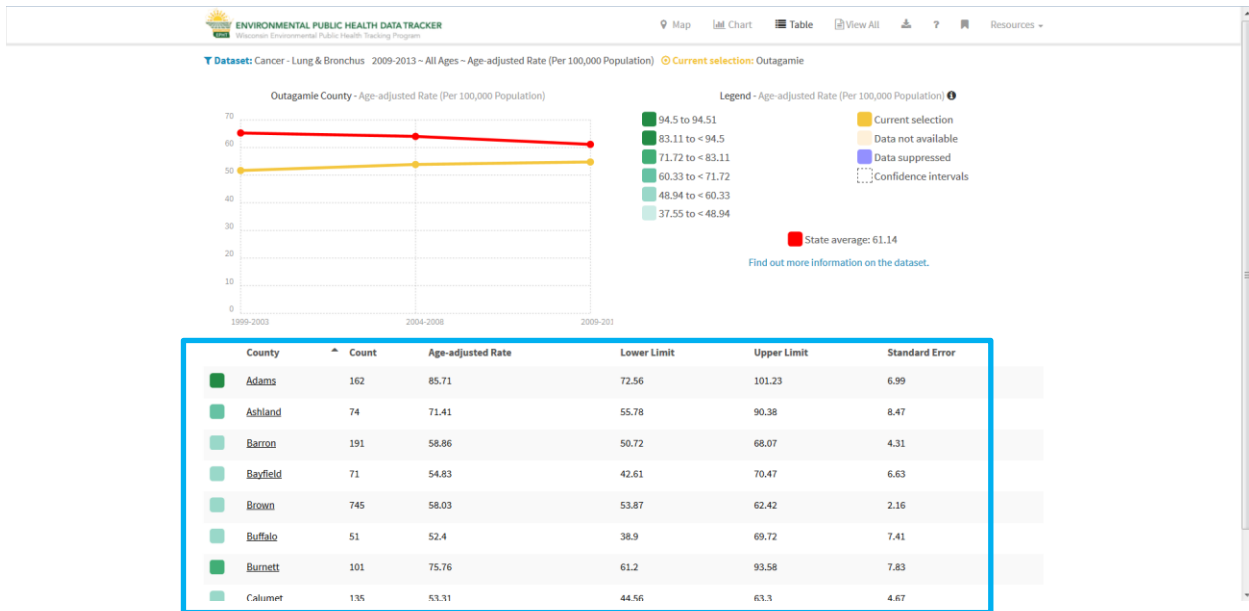 ENVIRONMENTAL PUBLIC HEALTH DATA TRACKER
Wisconsin Environmental Public Health Tracking Program
Map Chart Table View All ? Resources
Dataset: Cancer - Lung & Bronchus 2009-2013 ~ All Ages ~ Age-adjusted Rate (Per 100,000 Population) Current selection: Outagamie
Outagamie County - Age-adjusted Rate (Per 100,000 Population)
70
60
50
40
30
20
10
0
1999-2003 2004-2008 2009-201
Legend - Age-adjusted Rate (Per 100,000 Population)
94.5 to 94.51
83.11 to < 94.5
71.72 to < 83.11
60.33 to < 71.72
48.94 to < 60.33
37.55 to < 48.94
Current selection
Data not available
Data suppressed
Confidence intervals
State average: 61.14
Find out more information on the dataset.
County Count Age-adjusted Rate Lower Limit Upper Limit Standard Error
Adams 162 85.71 72.56 101.23 6.99
Ashland 74 71.41 55.78 90.38 8.47
Barron 191 58.86 50.72 68.07 4.31
Bayfield 71 54.83 42.61 70.47 6.63
Brown 745 58.03 53.87 62.42 2.16
Buffalo 51 52.4 38.9 69.72 7.41
Burnett 101 75.76 61.2 93.58 7.83
Calumet 135 53.31 44.56 63.3 4.67